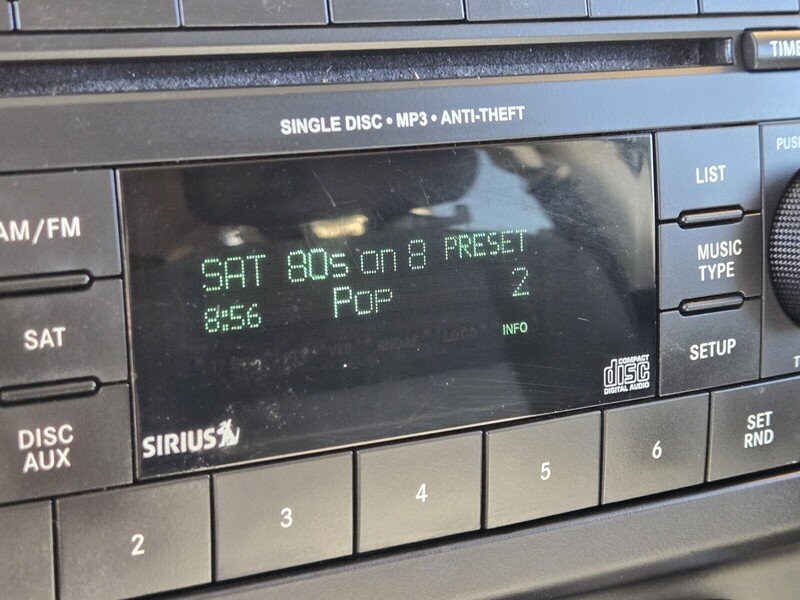 TIME
SINGLE DISC • MP3 • ANTI-THEFT
PUSH
AM/FM
LIST
SAT 80s on 8 PRESET
MUSIC
TYPE
8:56 Pop 2
SAT
INFO
SETUP
COMPACT
disc
DIGITAL AUDIO
DISC
AUX
SIRIUS
SET
RND
2 3 4 5 6